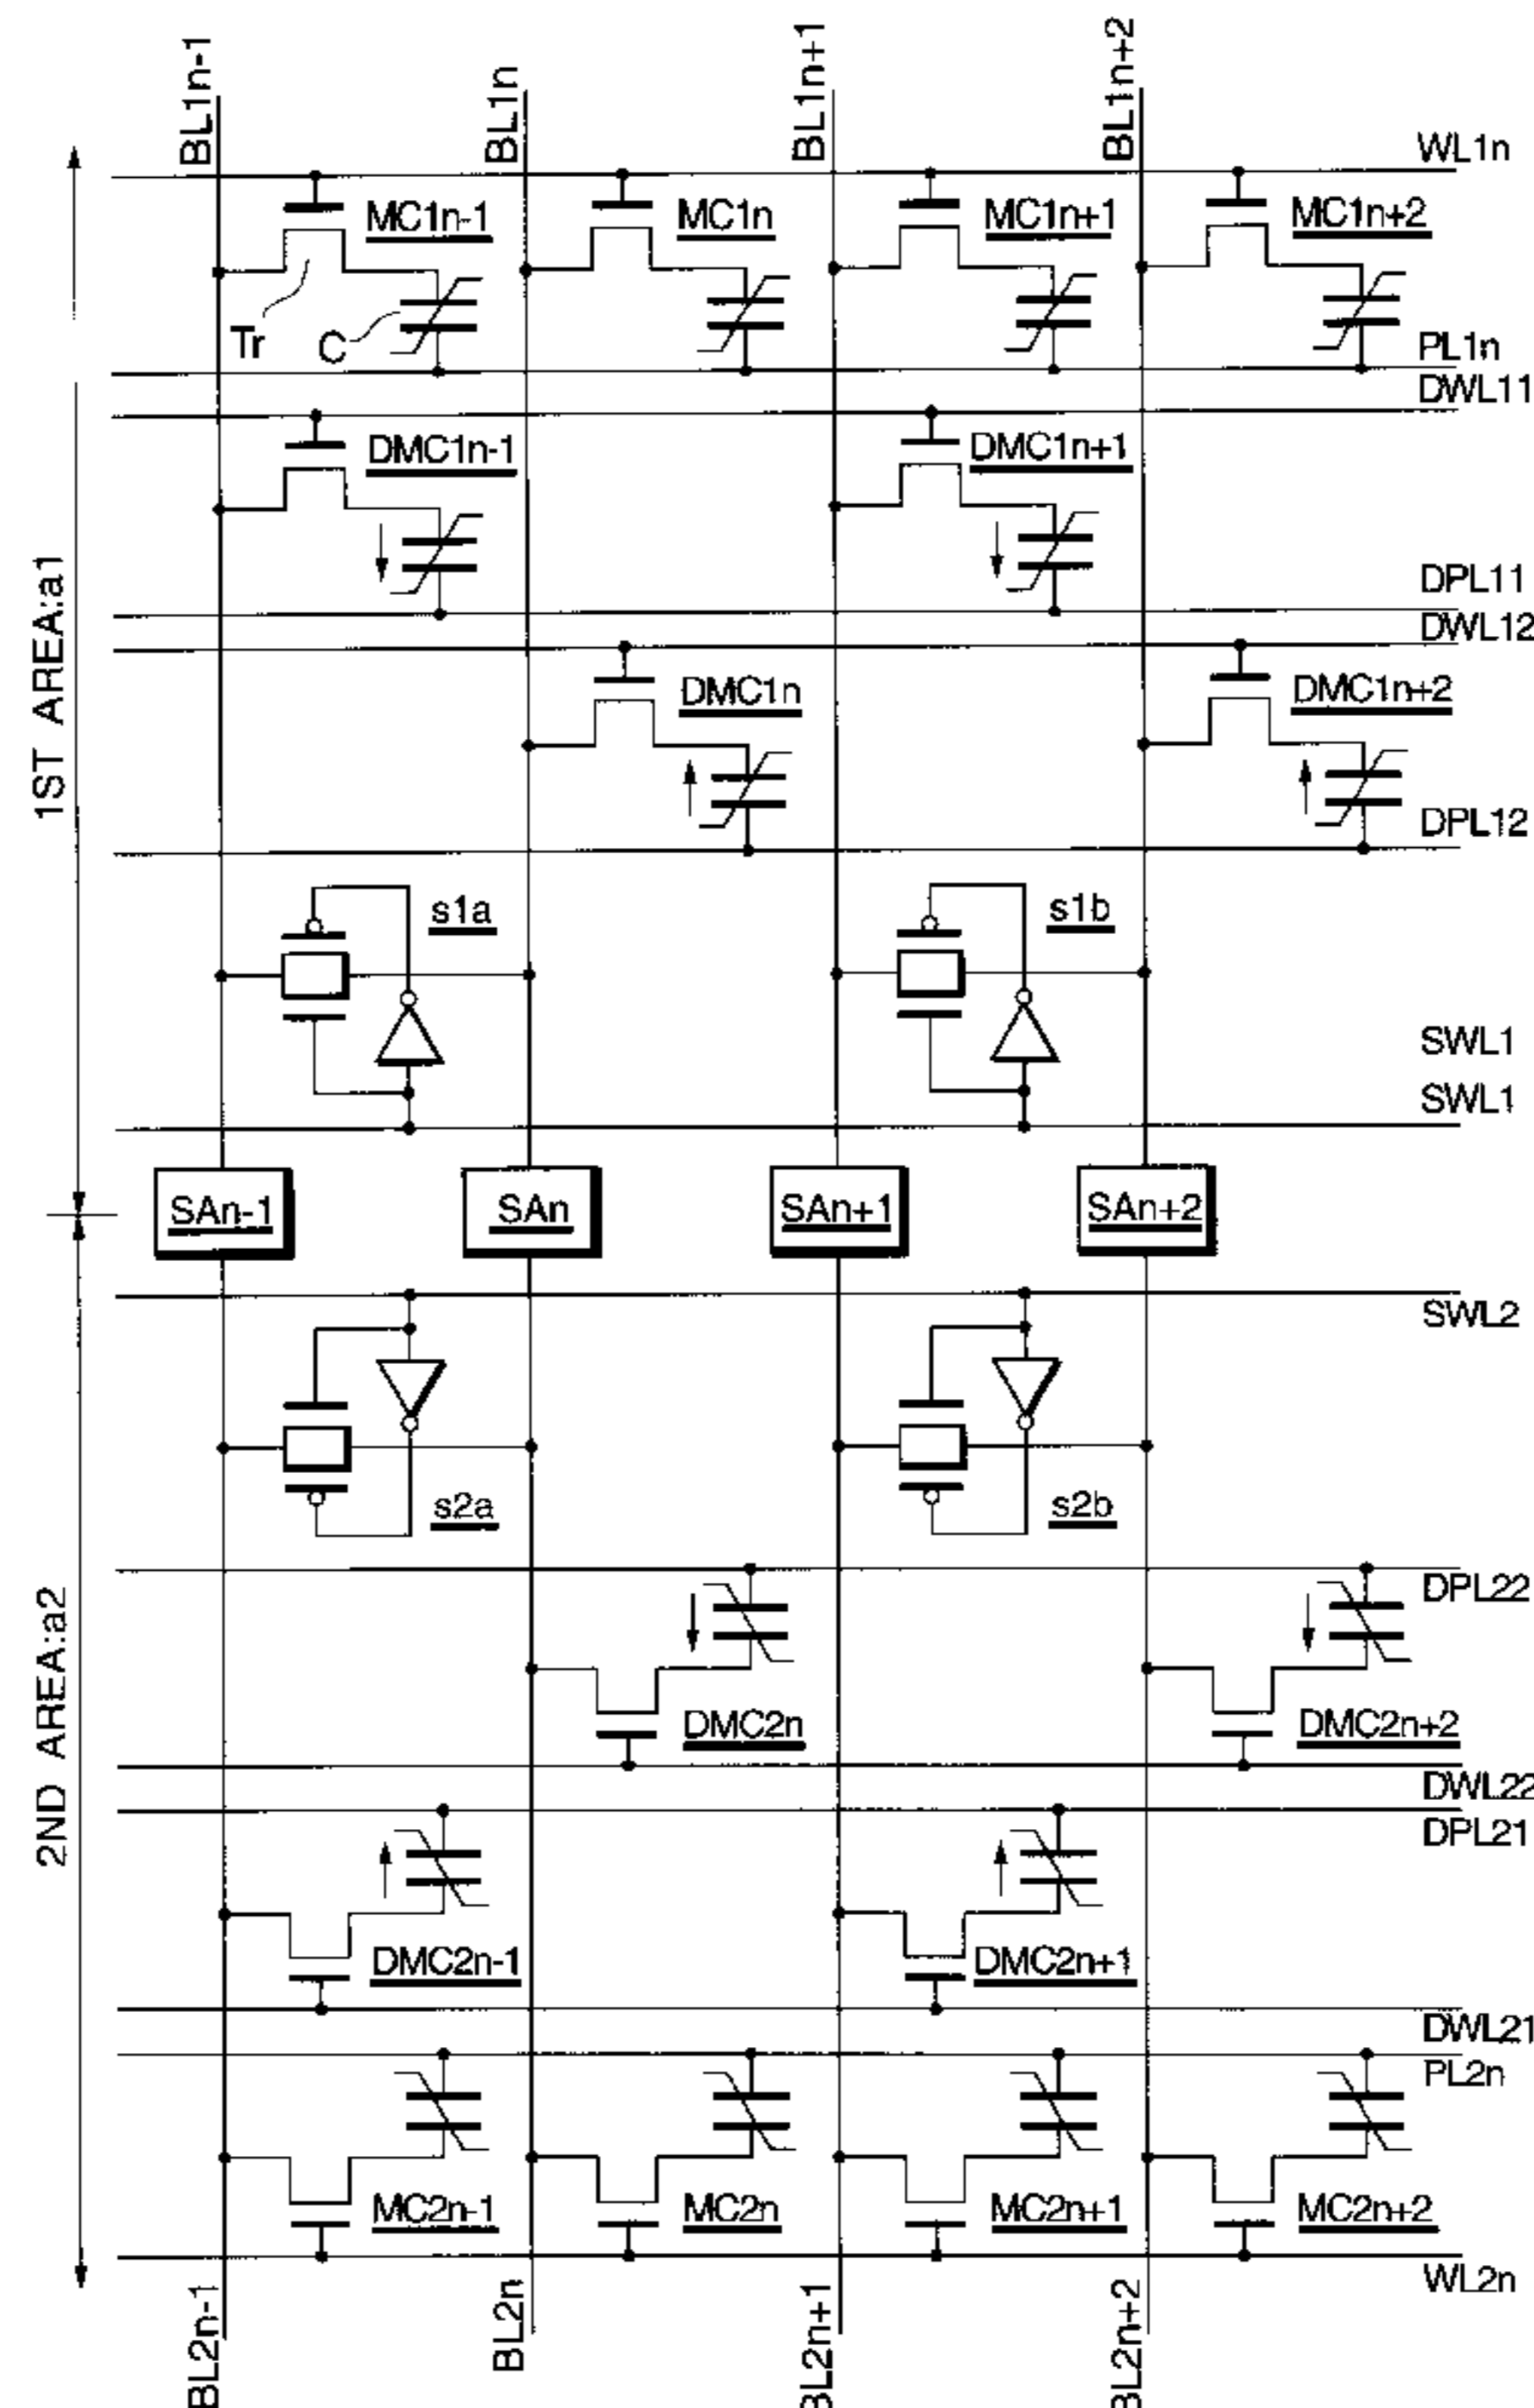 BL1n-1
BL1n
BL1n+1
BL1n+2
WL1n
MC1n-1
MC1n
MC1n+1
MC1n+2
Tr
C
PL1n
DWL11
DMC1n-1
DMC1n+1
DPL11
DWL12
DMC1n
DMC1n+2
DPL12
1ST AREA:a1
s1a
s1b
SWL1
SWL1
SAn-1
SAn
SAn+1
SAn+2
SWL2
s2a
s2b
2ND AREA:a2
DPL22
DMC2n
DMC2n+2
DWL22
DPL21
DMC2n-1
DMC2n+1
DWL21
PL2n
MC2n-1
MC2n
MC2n+1
MC2n+2
WL2n
BL2n-1
BL2n
BL2n+1
BL2n+2